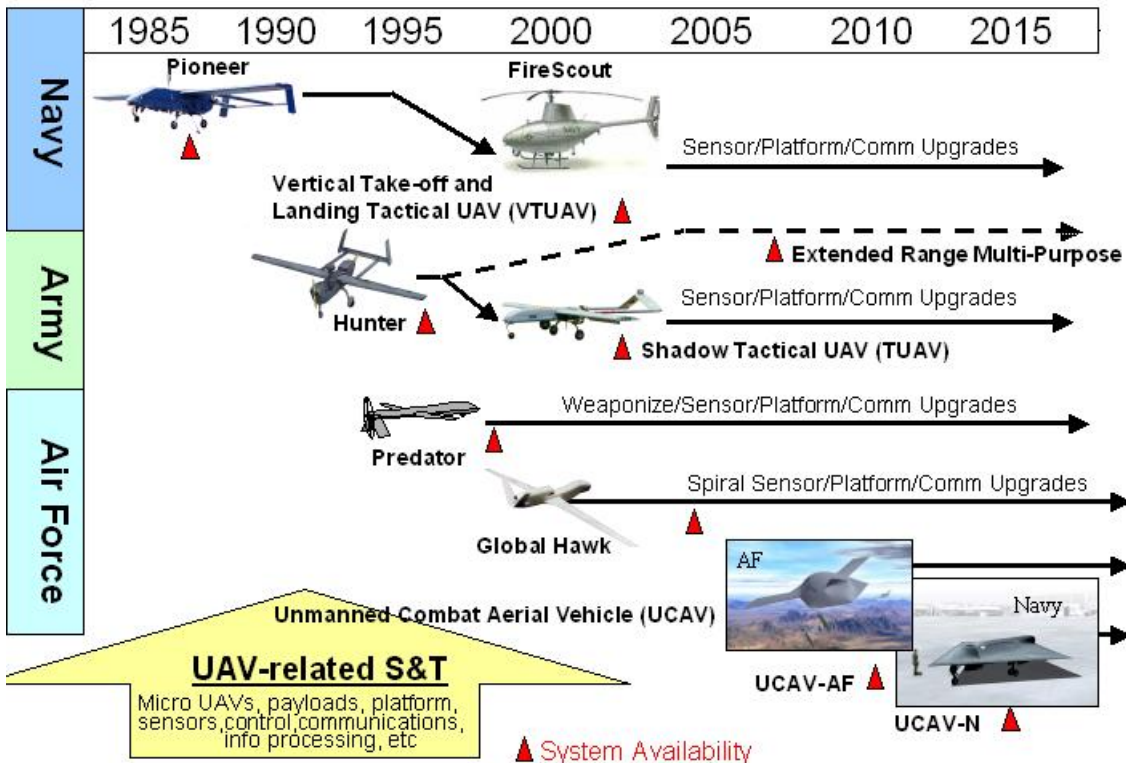 1985 1990 1995 2000 2005 2010 2015
Navy
Pioneer
FireScout
Sensor/Platform/Comm Upgrades
Vertical Take-off and
Landing Tactical UAV (VTUAV)
Army
Extended Range Multi-Purpose
Hunter
Sensor/Platform/Comm Upgrades
Shadow Tactical UAV (TUAV)
Air Force
Weaponize/Sensor/Platform/Comm Upgrades
Predator
Spiral Sensor/Platform/Comm Upgrades
Global Hawk
AF
Unmanned Combat Aerial Vehicle (UCAV)
Navy
UCAV-AF
UCAV-N
UAV-related S&T
Micro UAVs, payloads, platform,
sensors,control,communications,
info processing, etc
System Availability